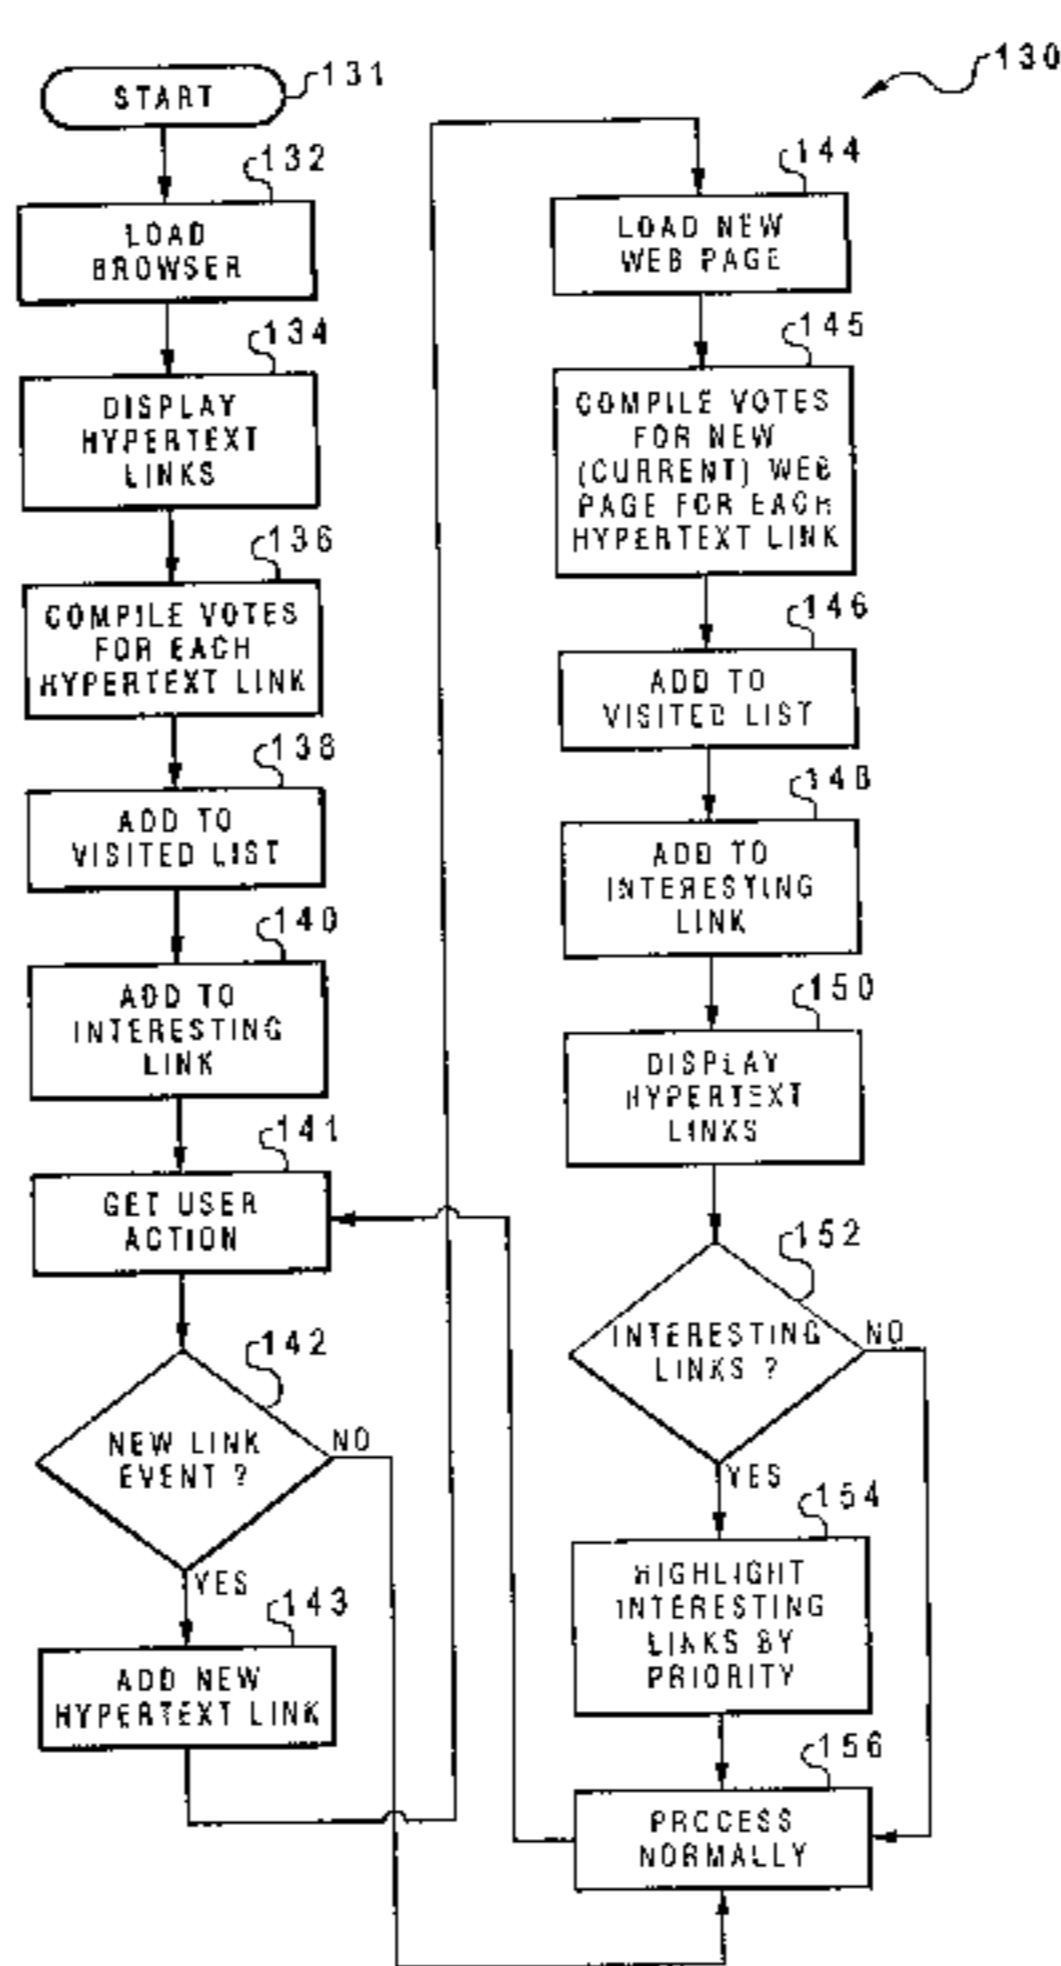 130
START
131
132
LOAD
BROWSER
134
DISPLAY
HYPERTEXT
LINKS
136
COMPILE VOTES
FOR EACH
HYPERTEXT LINK
138
ADD TO
VISITED LIST
140
ADD TO
INTERESTING
LINK
141
GET USER
ACTION
142
NEW LINK
EVENT ?
NO
YES
143
ADD NEW
HYPERTEXT LINK
144
LOAD NEW
WEB PAGE
145
COMPILE VOTES
FOR NEW
(CURRENT) WEB
PAGE FOR EACH
HYPERTEXT LINK
146
ADD TO
VISITED LIST
148
ADD TO
INTERESTING
LINK
150
DISPLAY
HYPERTEXT
LINKS
152
INTERESTING
LINKS ?
NO
YES
154
HIGHLIGHT
INTERESTING
LINKS BY
PRIORITY
156
PROCESS
NORMALLY